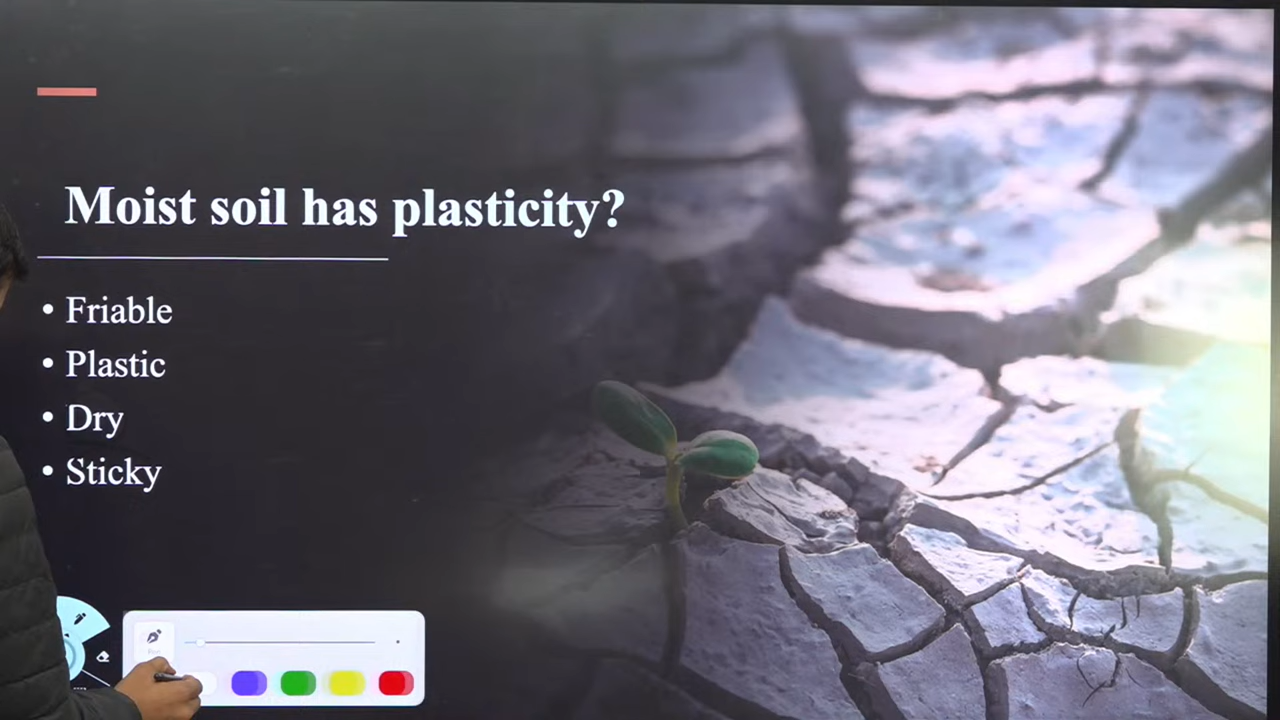 Moist soil has plasticity?
• Friable
• Plastic
• Dry
• Sticky